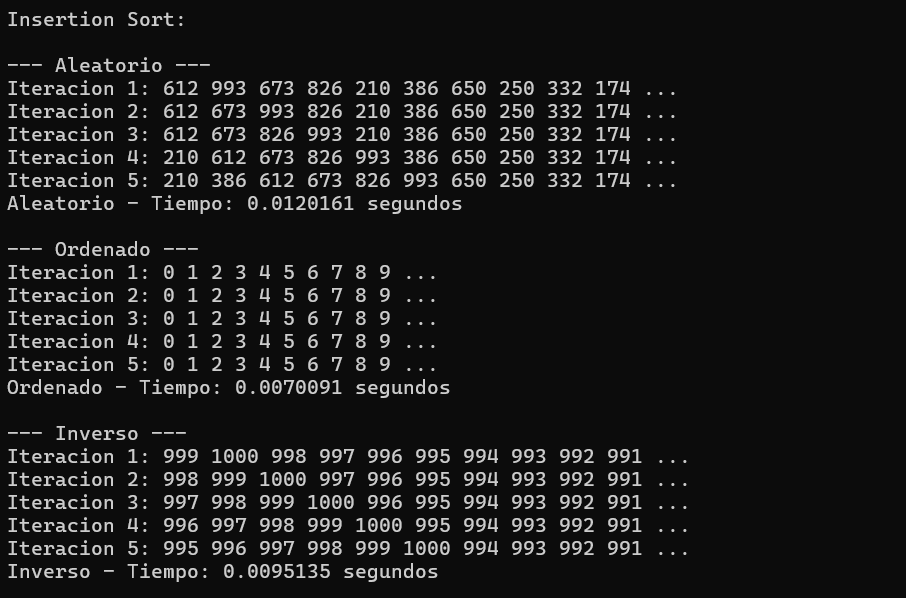 Insertion Sort:
--- Aleatorio ---
Iteracion 1: 612 993 673 826 210 386 650 250 332 174 ...
Iteracion 2: 612 673 993 826 210 386 650 250 332 174 ...
Iteracion 3: 612 673 826 993 210 386 650 250 332 174 ...
Iteracion 4: 210 612 673 826 993 386 650 250 332 174 ...
Iteracion 5: 210 386 612 673 826 993 650 250 332 174 ...
Aleatorio - Tiempo: 0.0120161 segundos
--- Ordenado ---
Iteracion 1: 0 1 2 3 4 5 6 7 8 9 ...
Iteracion 2: 0 1 2 3 4 5 6 7 8 9 ...
Iteracion 3: 0 1 2 3 4 5 6 7 8 9 ...
Iteracion 4: 0 1 2 3 4 5 6 7 8 9 ...
Iteracion 5: 0 1 2 3 4 5 6 7 8 9 ...
Ordenado - Tiempo: 0.0070091 segundos
--- Inverso ---
Iteracion 1: 999 1000 998 997 996 995 994 993 992 991 ...
Iteracion 2: 998 999 1000 997 996 995 994 993 992 991 ...
Iteracion 3: 997 998 999 1000 996 995 994 993 992 991 ...
Iteracion 4: 996 997 998 999 1000 995 994 993 992 991 ...
Iteracion 5: 995 996 997 998 999 1000 994 993 992 991 ...
Inverso - Tiempo: 0.0095135 segundos